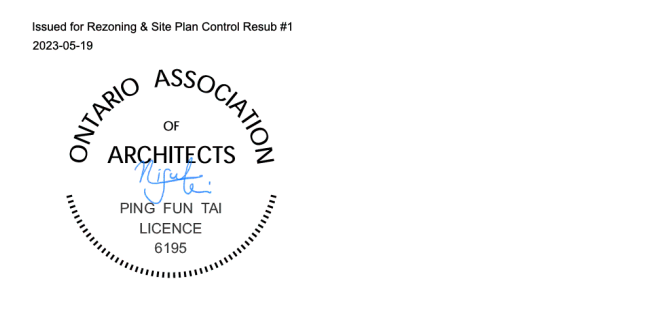 Issued for Rezoning & Site Plan Control Resub #1
2023-05-19
ONTARIO ASSOCIATION
OF
ARCHITECTS
PING FUN TAI
LICENCE
6195